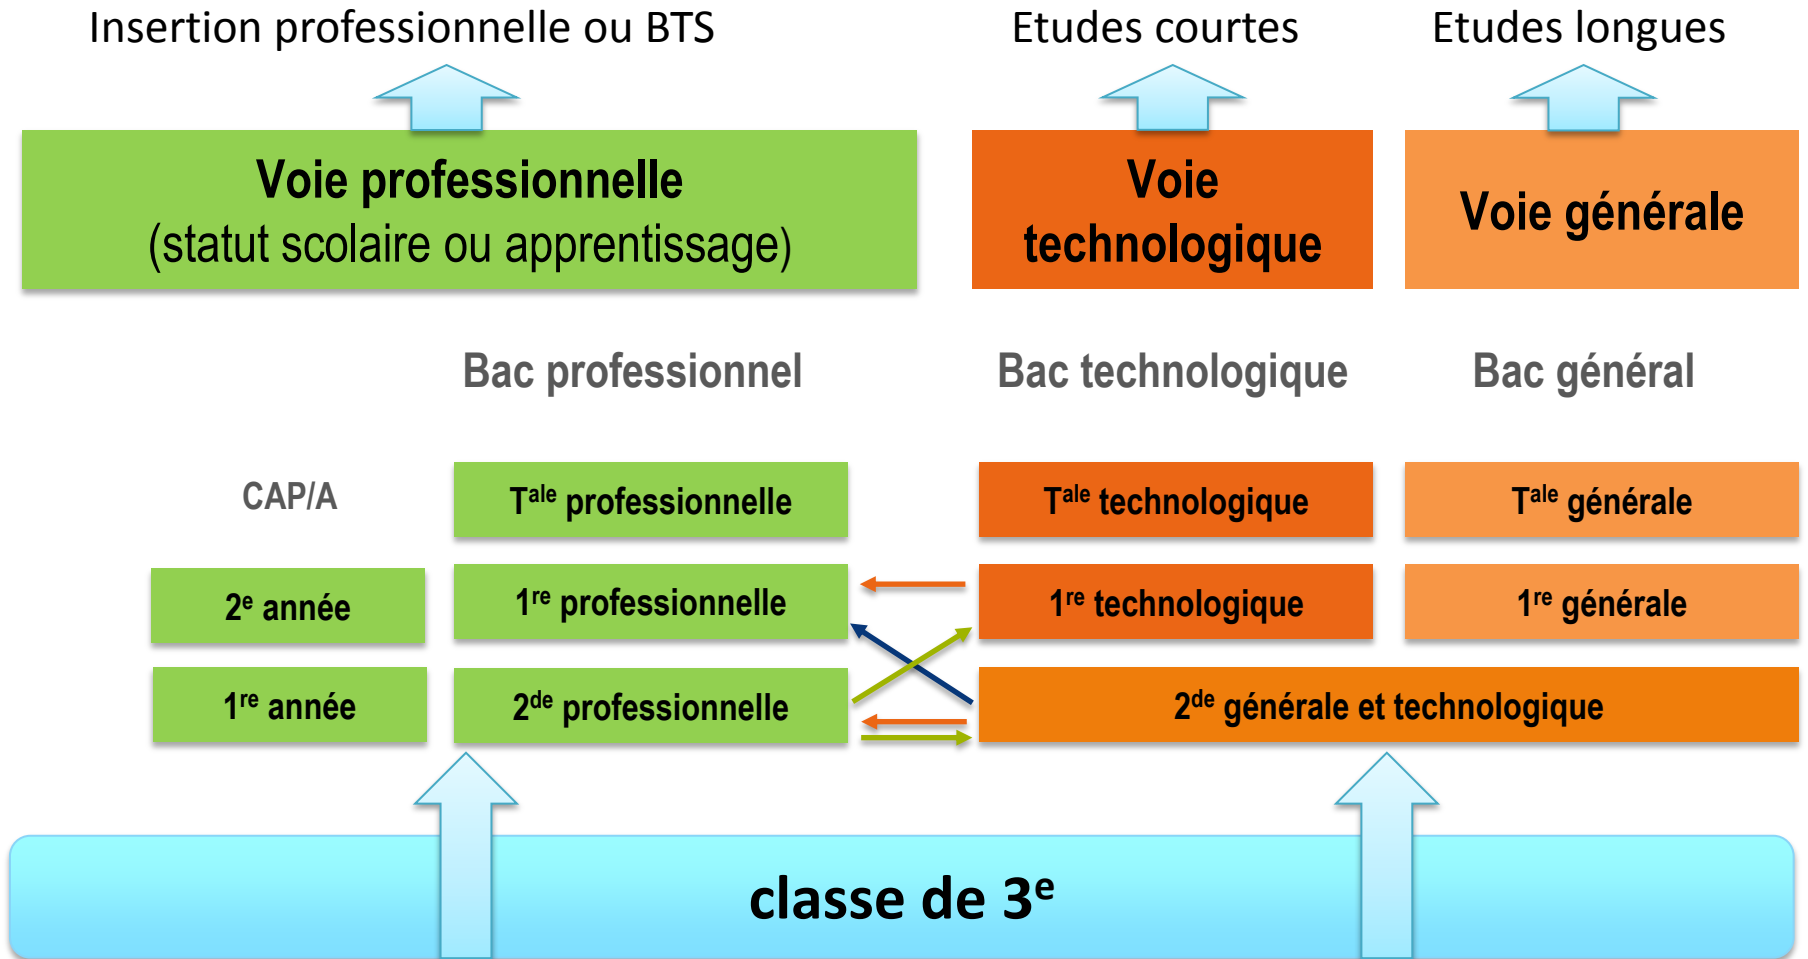 Insertion professionnelle ou BTS
Etudes courtes
Etudes longues
Voie professionnelle
(statut scolaire ou apprentissage)
Voie
technologique
Voie générale
Bac professionnel
Bac technologique
Bac général
CAP/A
Tale professionnelle
Tale technologique
Tale générale
2e année
1re professionnelle
1re technologique
1re générale
1re année
2de professionnelle
2de générale et technologique
classe de 3e